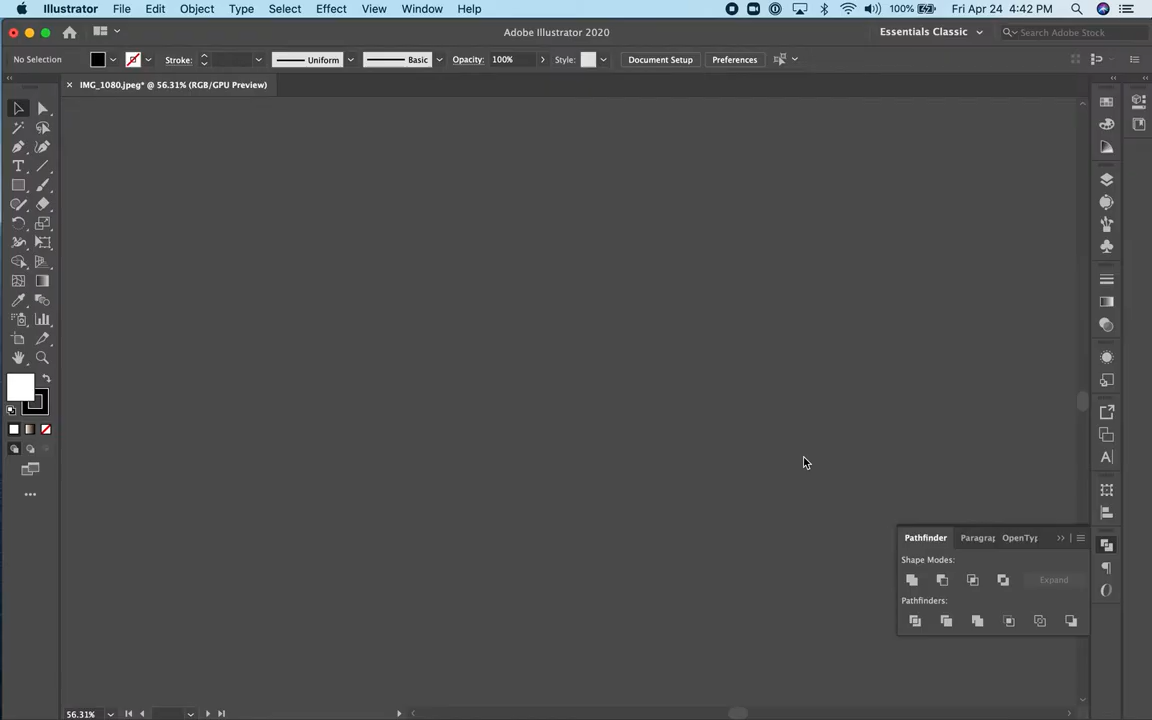 Illustrator File Edit Object Type Select Effect View Window Help 100% Fri Apr 24 4:42 PM
Adobe Illustrator 2020 Essentials Classic Search Adobe Stock
No Selection Stroke: Uniform Basic Opacity: 100% Style: Document Setup Preferences
IMG_1080.jpeg* @ 56.31% (RGB/GPU Preview)
Pathfinder Paragrap OpenTyp
Shape Modes:
Expand
Pathfinders:
56.31%